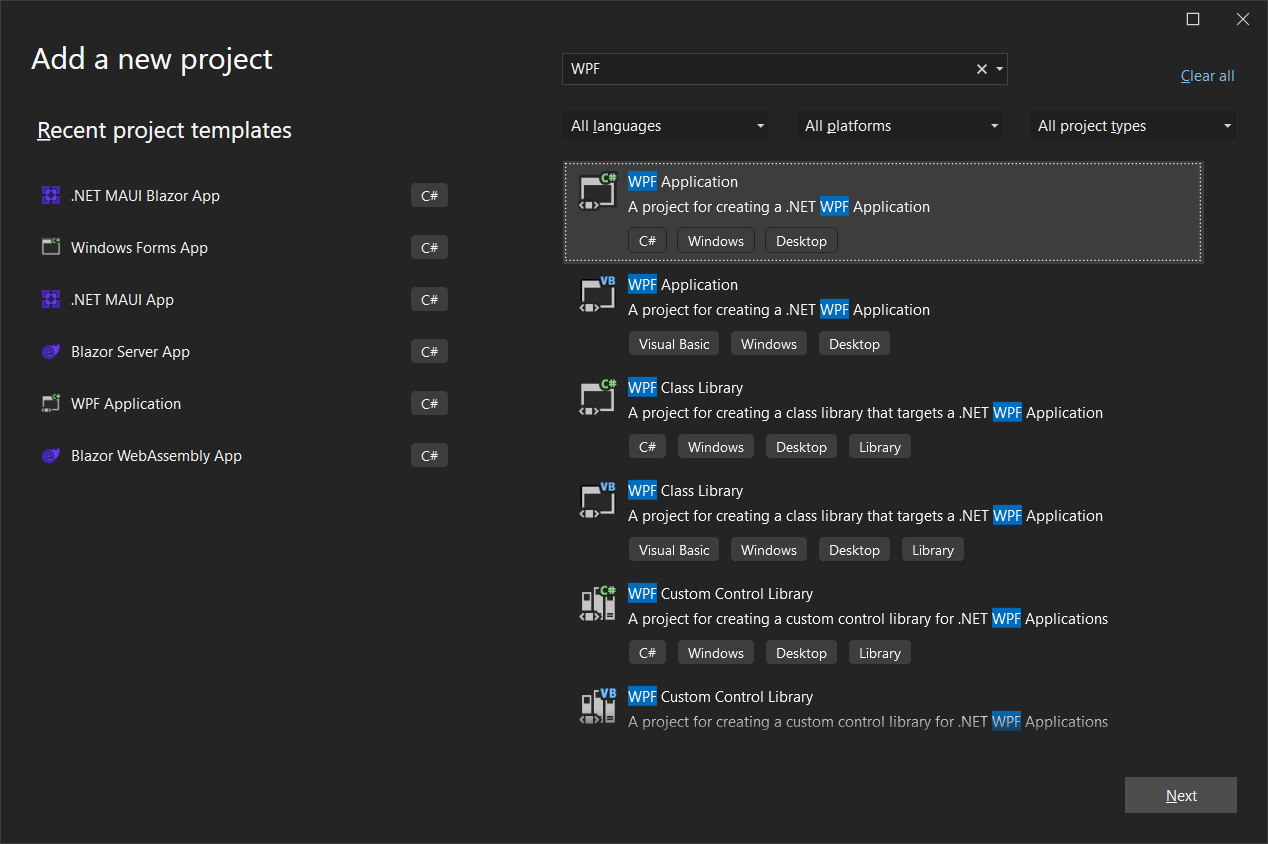 Add a new project
WPF
Clear all
Recent project templates
All languages
All platforms
All project types
.NET MAUI Blazor App C#
Windows Forms App C#
.NET MAUI App C#
Blazor Server App C#
WPF Application C#
Blazor WebAssembly App C#
C#
WPF Application
A project for creating a .NET WPF Application
C# Windows Desktop
VB
WPF Application
A project for creating a .NET WPF Application
Visual Basic Windows Desktop
C#
WPF Class Library
A project for creating a class library that targets a .NET WPF Application
C# Windows Desktop Library
VB
WPF Class Library
A project for creating a class library that targets a .NET WPF Application
Visual Basic Windows Desktop Library
C#
WPF Custom Control Library
A project for creating a custom control library for .NET WPF Applications
C# Windows Desktop Library
VB
WPF Custom Control Library
A project for creating a custom control library for .NET WPF Applications
Next